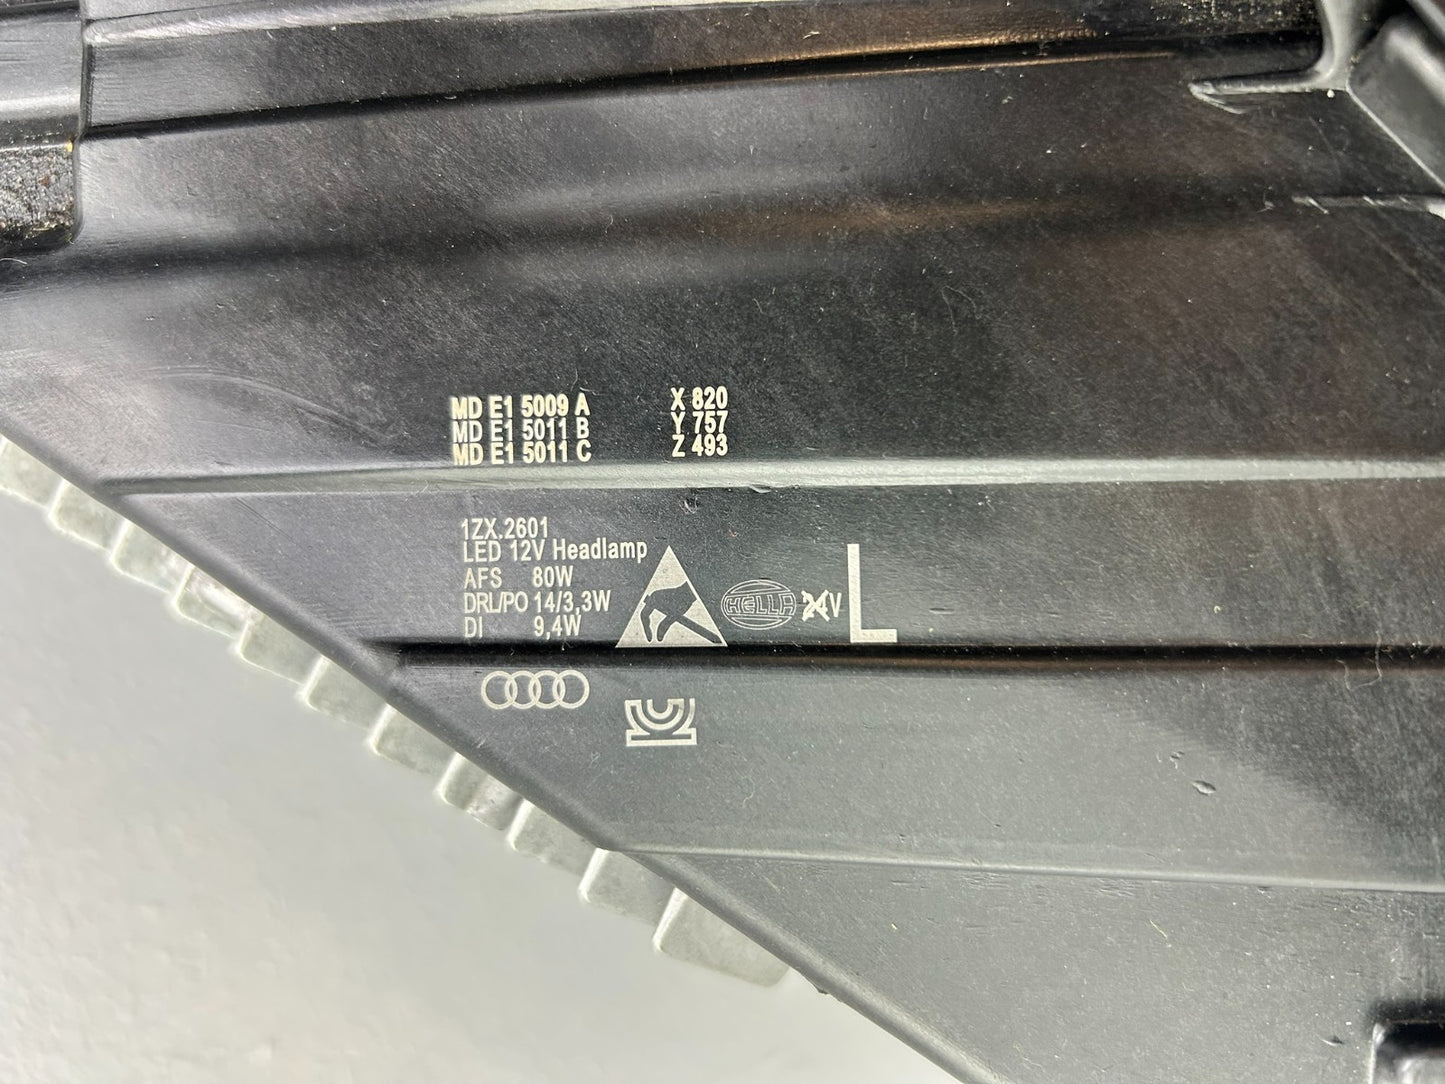 MD E1 5009 A X 820
MD E1 5011 B Y 757
MD E1 5011 C Z 493
1ZX.2601
LED 12V Headlamp
AFS 80W
DRL/PO 14/3,3W
DI 9,4W
HELLA 24V L